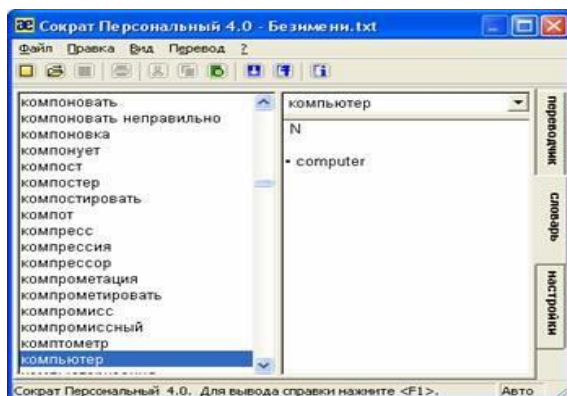 Сократ Персональный 4.0 - Безимени.txt
Файл Правка Вид Перевод ?
компоновать
компоновать неправильно
компоновка
компонует
компост
компостер
компостировать
компот
компресс
компрессия
компрессор
компрометация
компрометировать
компромисс
компромиссный
комптометр
компьютер
компьютер
N
• computer
переводчик
словарь
настройки
Сократ Персональный 4.0. Для вывода справки нажмите <F1>.
Авто